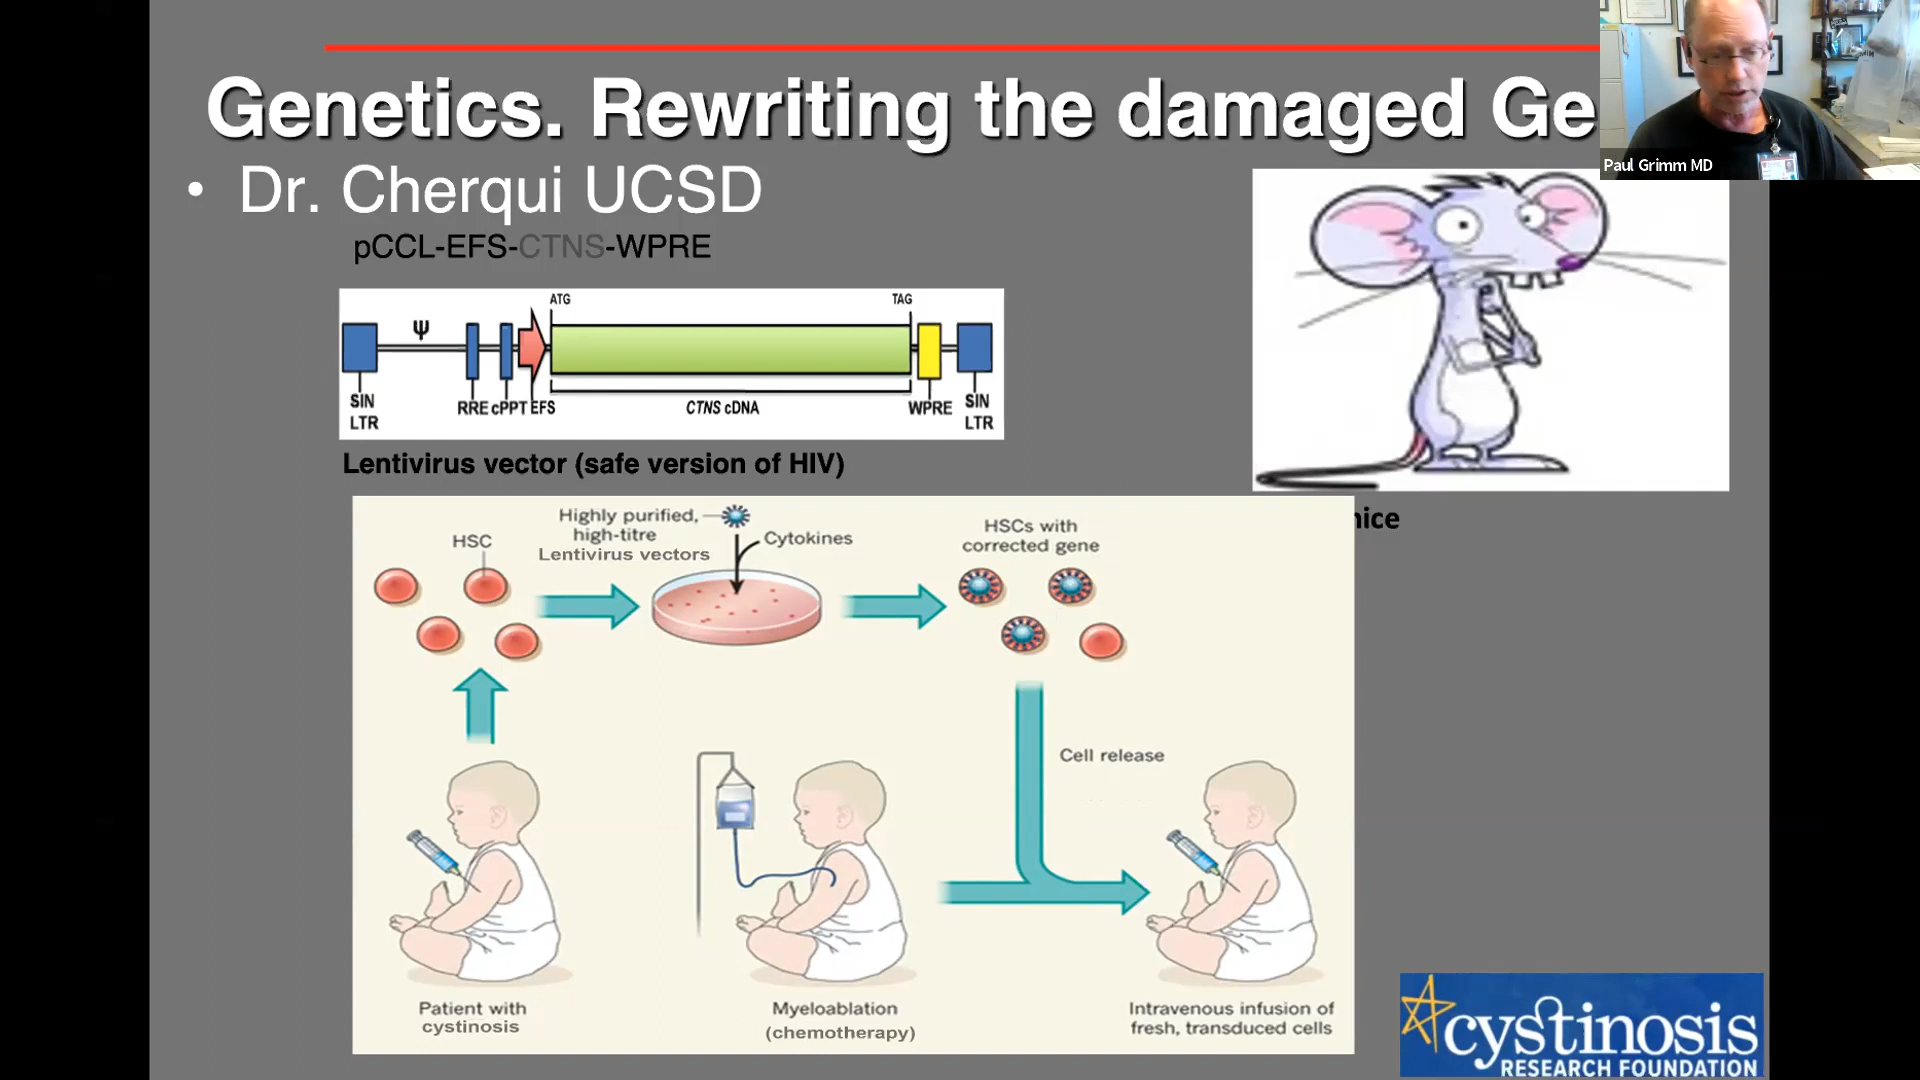 Genetics. Rewriting the damaged Ge
Paul Grimm MD
• Dr. Cherqui UCSD
pCCL-EFS-CTNS-WPRE
ATG TAG
Ψ
SIN LTR
RRE cPPT EFS
CTNS cDNA
WPRE
SIN LTR
Lentivirus vector (safe version of HIV)
HSC
Highly purified,
high-titre
Lentivirus vectors
Cytokines
HSCs with
corrected gene
Cell release
Patient with
cystinosis
Myeloablation
(chemotherapy)
Intravenous infusion of
fresh, transduced cells
cystinosis
RESEARCH FOUNDATION